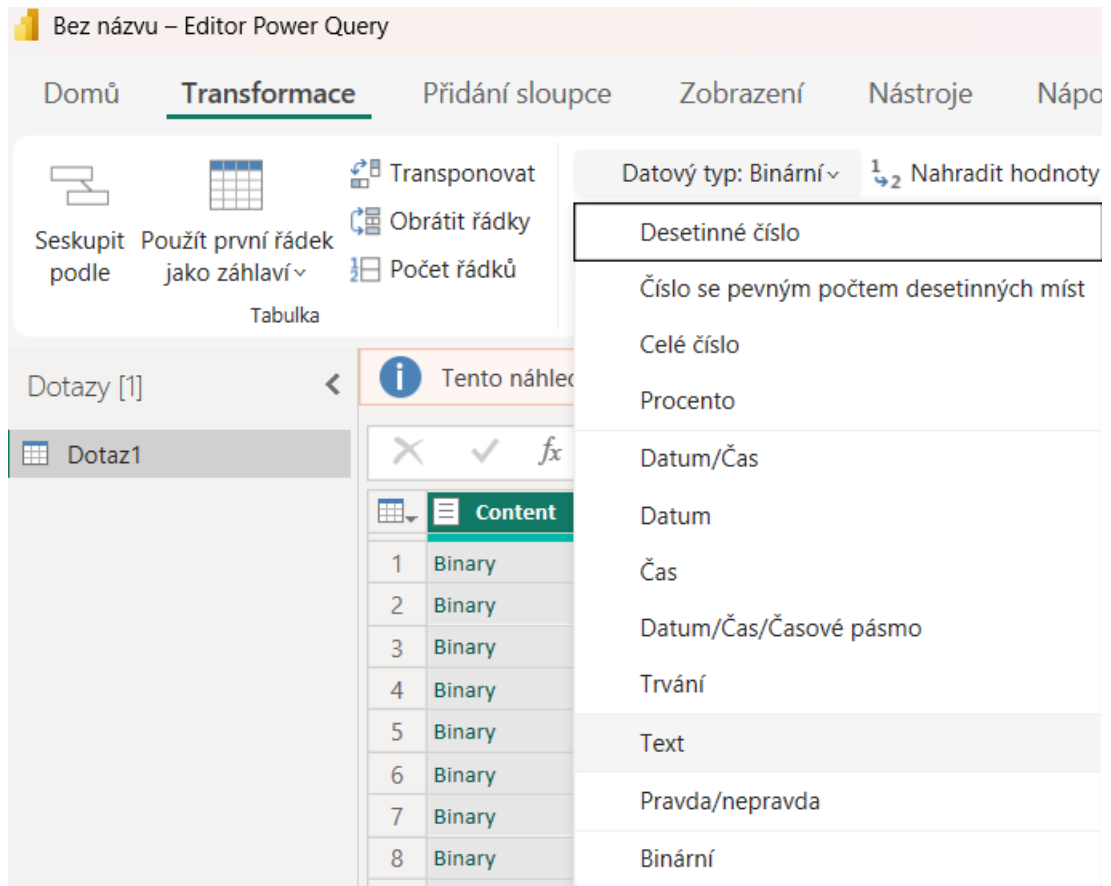 Bez názvu – Editor Power Query
Domů Transformace Přidání sloupce Zobrazení Nástroje Nápo
Seskupit podle
Použít první řádek jako záhlaví
Transponovat
Obrátit řádky
Počet řádků
Tabulka
Datový typ: Binární
1 2 Nahradit hodnoty
Desetinné číslo
Číslo se pevným počtem desetinných míst
Celé číslo
Procento
Datum/Čas
Datum
Čas
Datum/Čas/Časové pásmo
Trvání
Text
Pravda/nepravda
Binární
Dotazy [1]
Dotaz1
Tento náhled
fx
Content
1 Binary
2 Binary
3 Binary
4 Binary
5 Binary
6 Binary
7 Binary
8 Binary